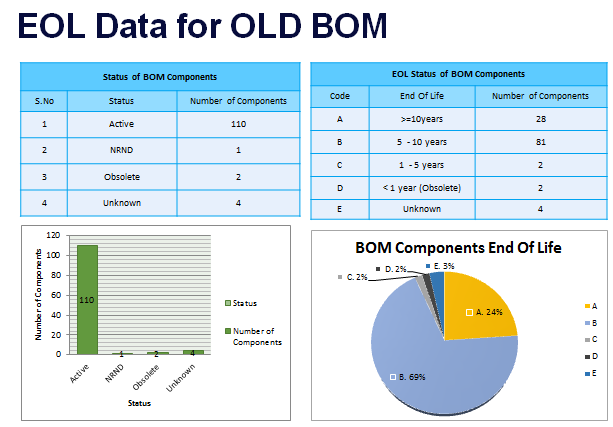 EOL Data for OLD BOM
Status of BOM Components
S.No Status Number of Components
1 Active 110
2 NRND 1
3 Obsolete 2
4 Unknown 4
EOL Status of BOM Components
Code End Of Life Number of Components
A >=10years 28
B 5 - 10 years 81
C 1 - 5 years 2
D <1 year (Obsolete) 2
E Unknown 4
120
100
80
60
40
20
0
Number of Components
110
1
2
4
Active
NRND
Obsolete
Unknown
Status
Status
Number of
Components
BOM Components End Of Life
A. 24%
B. 69%
C. 2%
D. 2%
E. 3%
A
B
C
D
E